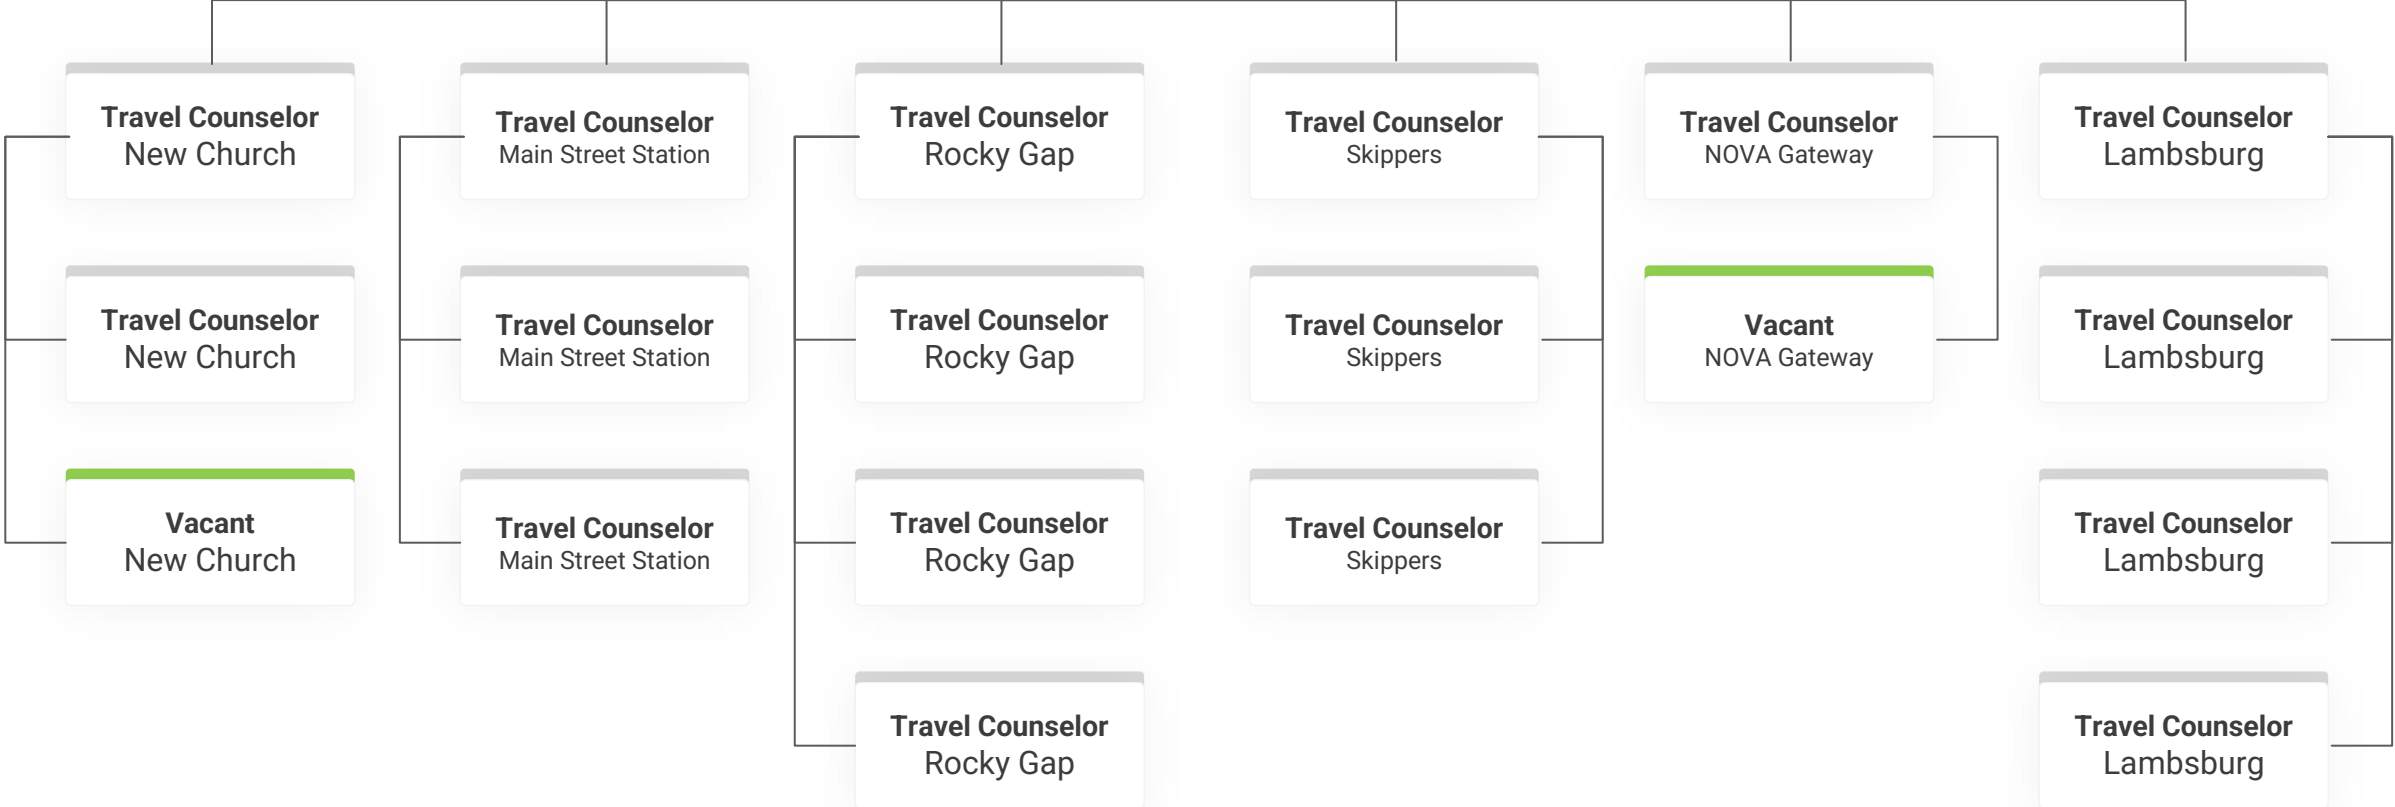 Travel Counselor
New Church
Travel Counselor
Main Street Station
Travel Counselor
Rocky Gap
Travel Counselor
Skippers
Travel Counselor
NOVA Gateway
Travel Counselor
Lambsburg
Travel Counselor
New Church
Travel Counselor
Main Street Station
Travel Counselor
Rocky Gap
Travel Counselor
Skippers
Vacant
NOVA Gateway
Travel Counselor
Lambsburg
Vacant
New Church
Travel Counselor
Main Street Station
Travel Counselor
Rocky Gap
Travel Counselor
Skippers
Travel Counselor
Lambsburg
Travel Counselor
Rocky Gap
Travel Counselor
Lambsburg